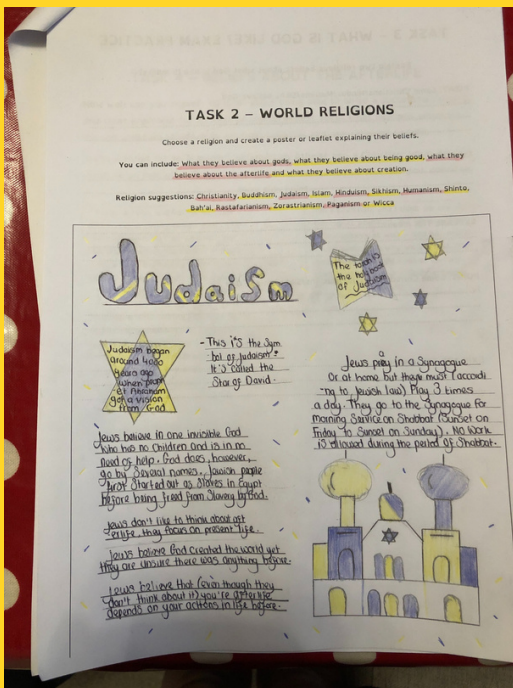 TASK 2 – WORLD RELIGIONS
Choose a religion and create a poster or leaflet explaining their beliefs.
You can include: What they believe about gods, what they believe about being good, what they
believe about the afterlife and what they believe about creation.
Religion suggestions: Christianity, Buddhism, Judaism, Islam, Hinduism, Sikhism, Humanism, Shinto,
Bah'ai, Rastafarianism, Zorastrianism, Paganism or Wicca
Judaism
The torah is
the holy book
of Judaism
Judaism began
around 4000
years ago
when proph
et Abraham
got a vision
from God
- This is the sym
bol of Judaism
It's called the
Star of David
Jews pray in a Synagogue
Or at home but they must (accordi
-ng to Jewish law) Pray 3 times
a day. They go to the Synagogue for
morning Service on Shabbat (Sunset on
Friday to Sunset on Sunday). NO Work
is allowed during the period of Shabbat.
Jews believe in one invisible God
who has no children and is in no
need of help. God does, however,
go by Several names. Jewish people
first Started out as Slaves in Egypt
before being freed from Slavery by God.
Jews don't like to think about aft
erlife, they focus on present life.
Jews believe God created the world yet
they are unsure there was anything before.
Jews believe that (even though they
don't think about it) you're afterlife
depends on your actions in life before.